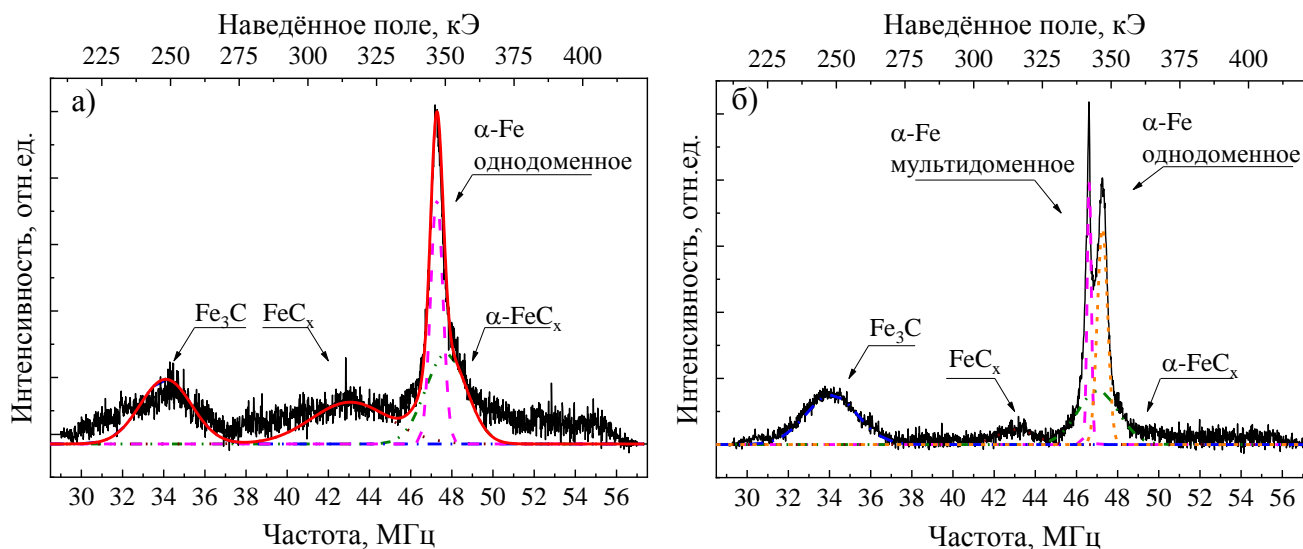 Наведённое поле, кЭ
225 250 275 300 325 350 375 400
а)
α-Fe
однодоменное
Fe₃C FeCₓ
α-FeCₓ
Интенсивность, отн.ед.
30 32 34 36 38 40 42 44 46 48 50 52 54 56
Частота, МГц
Наведённое поле, кЭ
225 250 275 300 325 350 375 400
б)
α-Fe
мультидоменное
α-Fe
однодоменное
Fe₃C
FeCₓ
α-FeCₓ
Интенсивность, отн.ед.
30 32 34 36 38 40 42 44 46 48 50 52 54 56
Частота, МГц